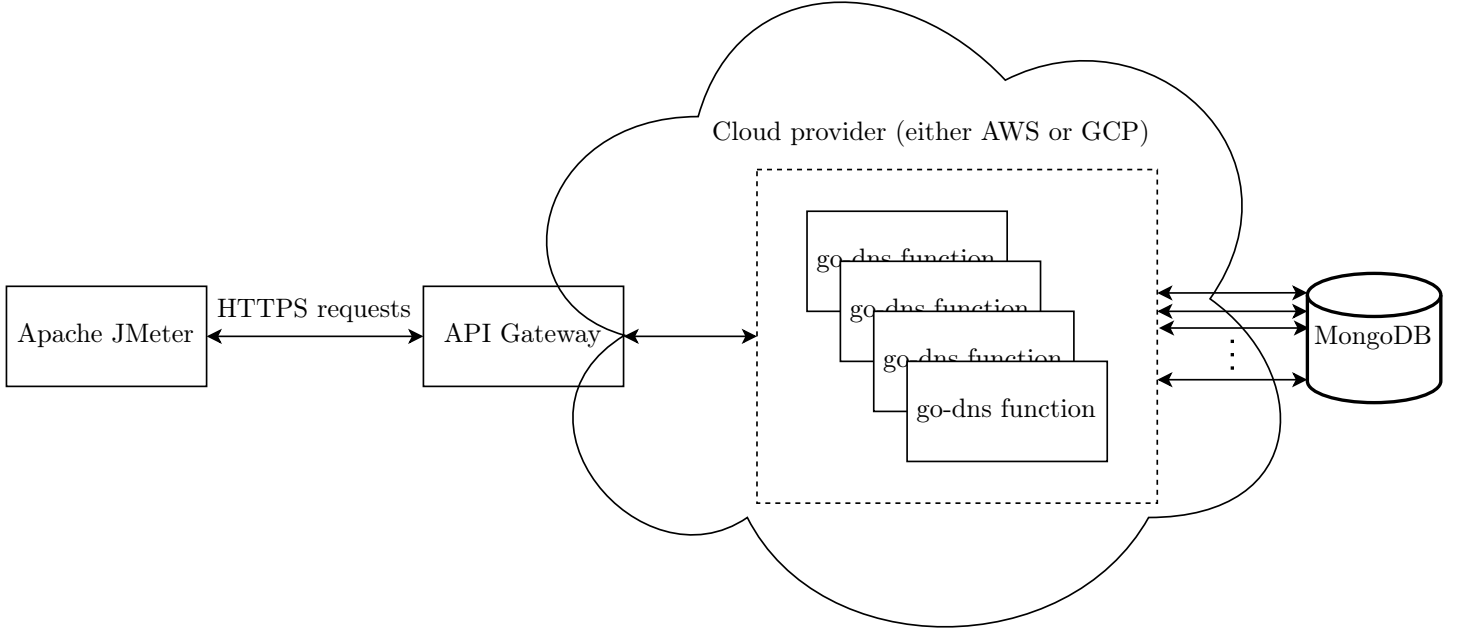 Cloud provider (either AWS or GCP)
go-dns function
go-dns function
go-dns function
go-dns function
HTTPS requests
Apache JMeter
API Gateway
MongoDB